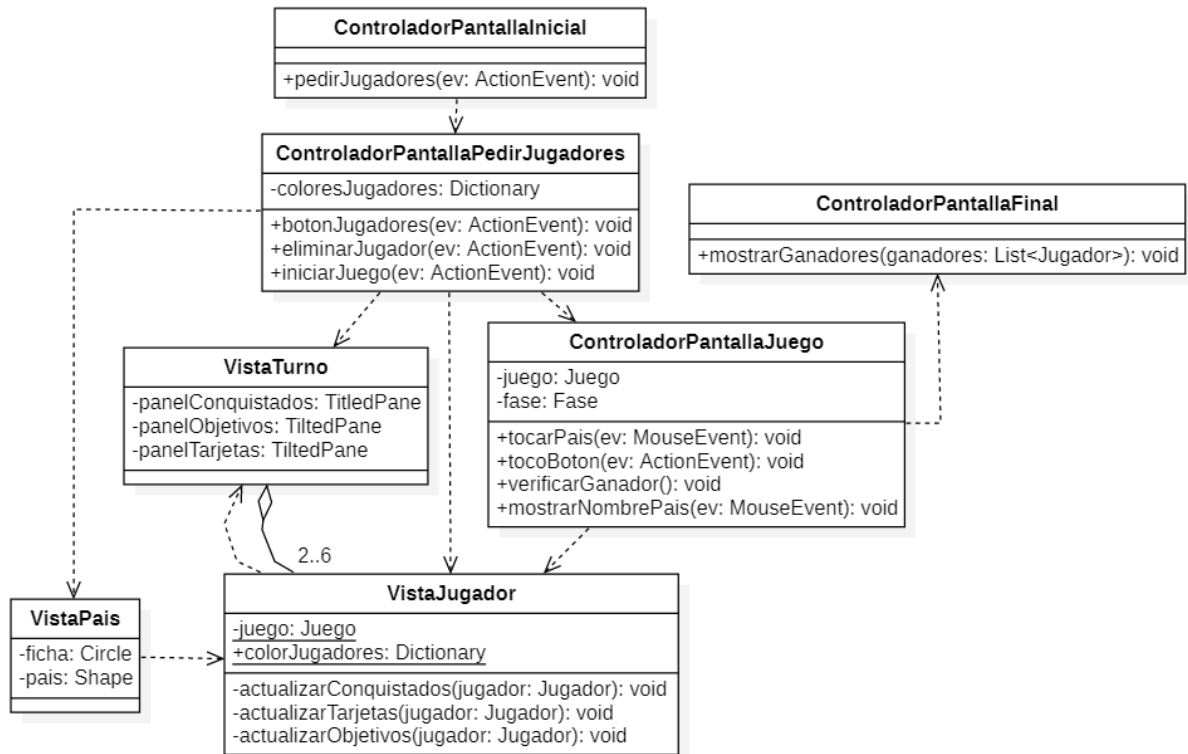 ControladorPantallaInicial
+pedirJugadores(ev: ActionEvent): void
ControladorPantallaPedirJugadores
-coloresJugadores: Dictionary
+botonJugadores(ev: ActionEvent): void
+eliminarJugador(ev: ActionEvent): void
+iniciarJuego(ev: ActionEvent): void
ControladorPantallaFinal
+mostrarGanadores(ganadores: List<Jugador>): void
VistaTurno
-panelConquistados: TitledPane
-panelObjetivos: TiltedPane
-panelTarjetas: TiltedPane
ControladorPantallaJuego
-juego: Juego
-fase: Fase
+tocarPais(ev: MouseEvent): void
+tocoBoton(ev: ActionEvent): void
+verificarGanador(): void
+mostrarNombrePais(ev: MouseEvent): void
2..6
VistaPais
-ficha: Circle
-pais: Shape
VistaJugador
-juego: Juego
+colorJugadores: Dictionary
-actualizarConquistados(jugador: Jugador): void
-actualizarTarjetas(jugador: Jugador): void
-actualizarObjetivos(jugador: Jugador): void